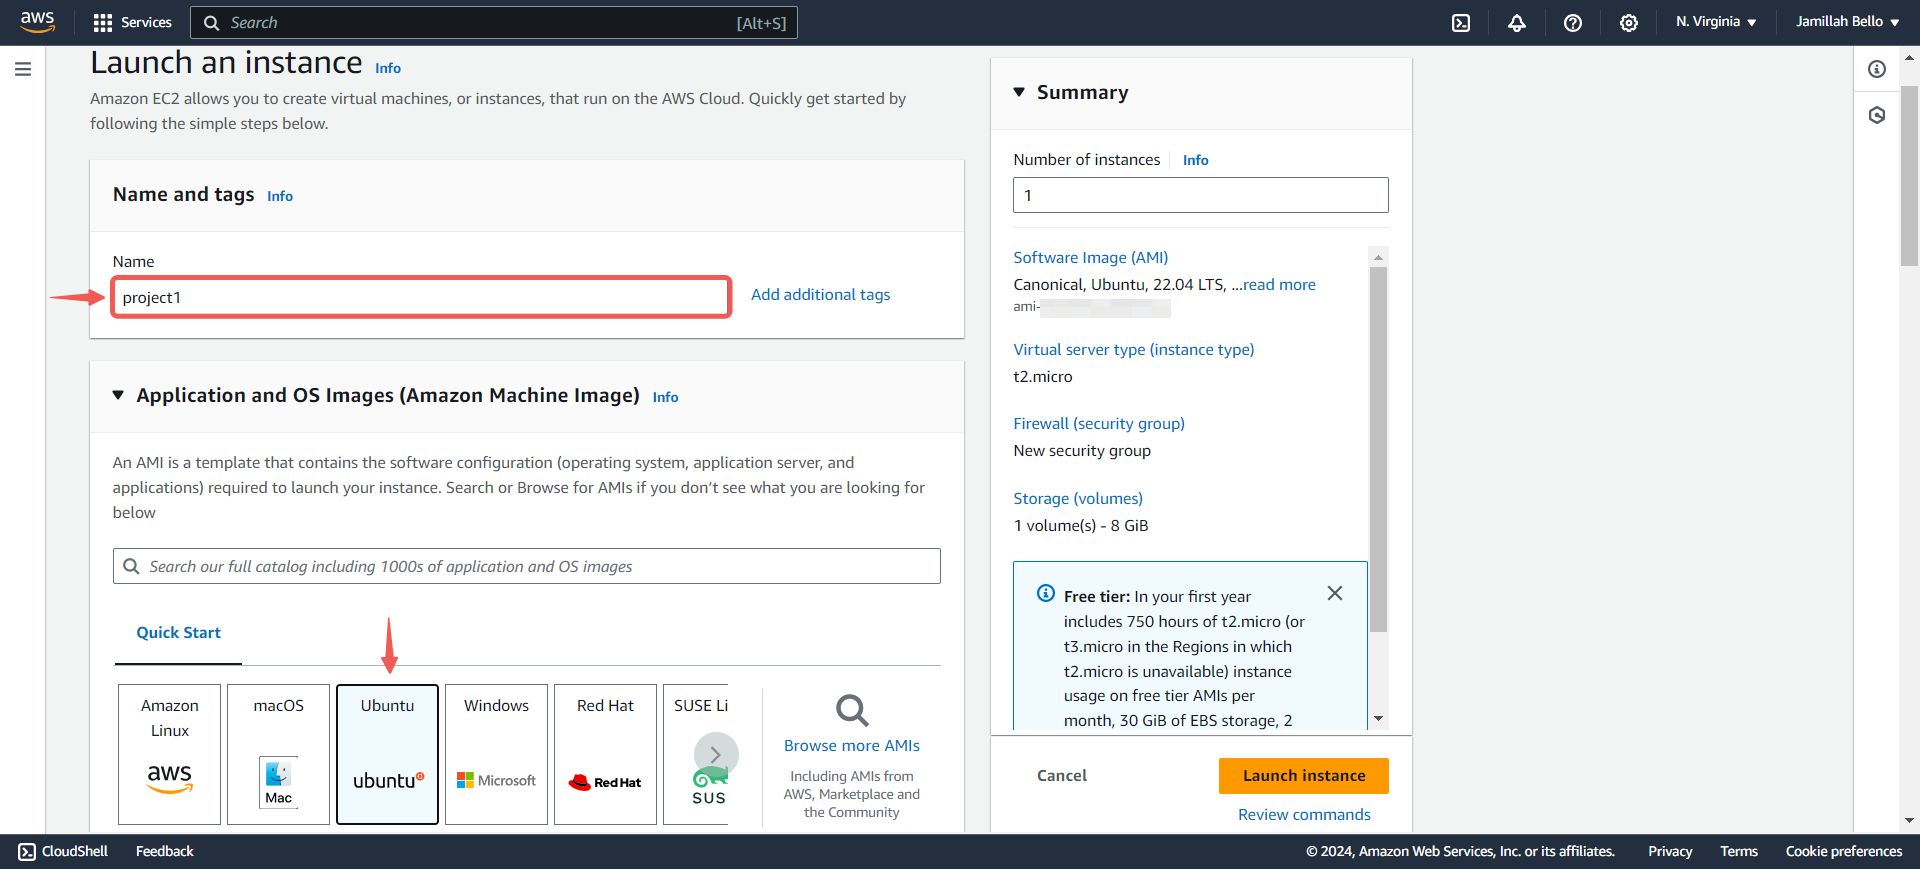 aws
Services
Search
[Alt+S]
N. Virginia
Jamillah Bello
Launch an instance Info
Amazon EC2 allows you to create virtual machines, or instances, that run on the AWS Cloud. Quickly get started by
following the simple steps below.
Name and tags Info
Name
project1
Add additional tags
Application and OS Images (Amazon Machine Image) Info
An AMI is a template that contains the software configuration (operating system, application server, and
applications) required to launch your instance. Search or Browse for AMIs if you don’t see what you are looking for
below
Search our full catalog including 1000s of application and OS images
Quick Start
Amazon
Linux
aws
macOS
Mac
Ubuntu
ubuntu
Windows
Microsoft
Red Hat
Red Hat
SUSE Li
SUS
Browse more AMIs
Including AMIs from
AWS, Marketplace and
the Community
Summary
Number of instances Info
1
Software Image (AMI)
Canonical, Ubuntu, 22.04 LTS, ...read more
ami-
Virtual server type (instance type)
t2.micro
Firewall (security group)
New security group
Storage (volumes)
1 volume(s) - 8 GiB
Free tier: In your first year
includes 750 hours of t2.micro (or
t3.micro in the Regions in which
t2.micro is unavailable) instance
usage on free tier AMIs per
month, 30 GiB of EBS storage, 2
Cancel
Launch instance
Review commands
CloudShell
Feedback
© 2024, Amazon Web Services, Inc. or its affiliates.
Privacy
Terms
Cookie preferences